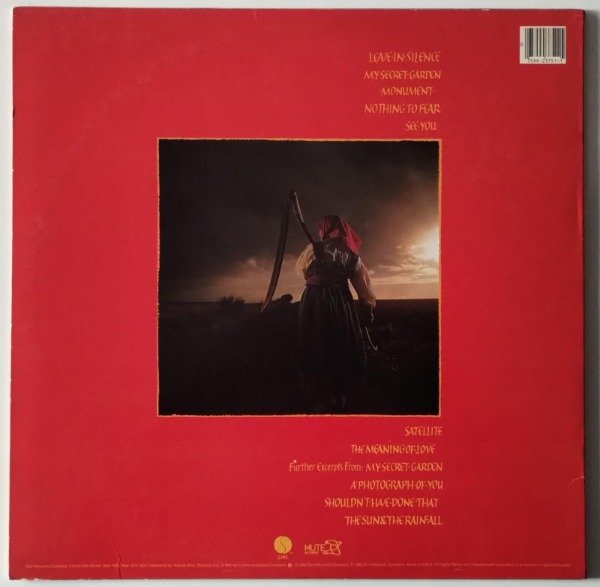 LEAVE·IN·SILENCE
MY·SECRET·GARDEN
·MONUMENT·
NOTHING TO FEAR
SEE·YOU
SATELLITE
THE·MEANING·OF·LOVE
Further Excerpts From: MY·SECRET·GARDEN
A·PHOTOGRAPH·OF·YOU
SHOULDN'T·HAVE·DONE·THAT
THE·SUN&THE·RAINFALL
SIRE
MUTE